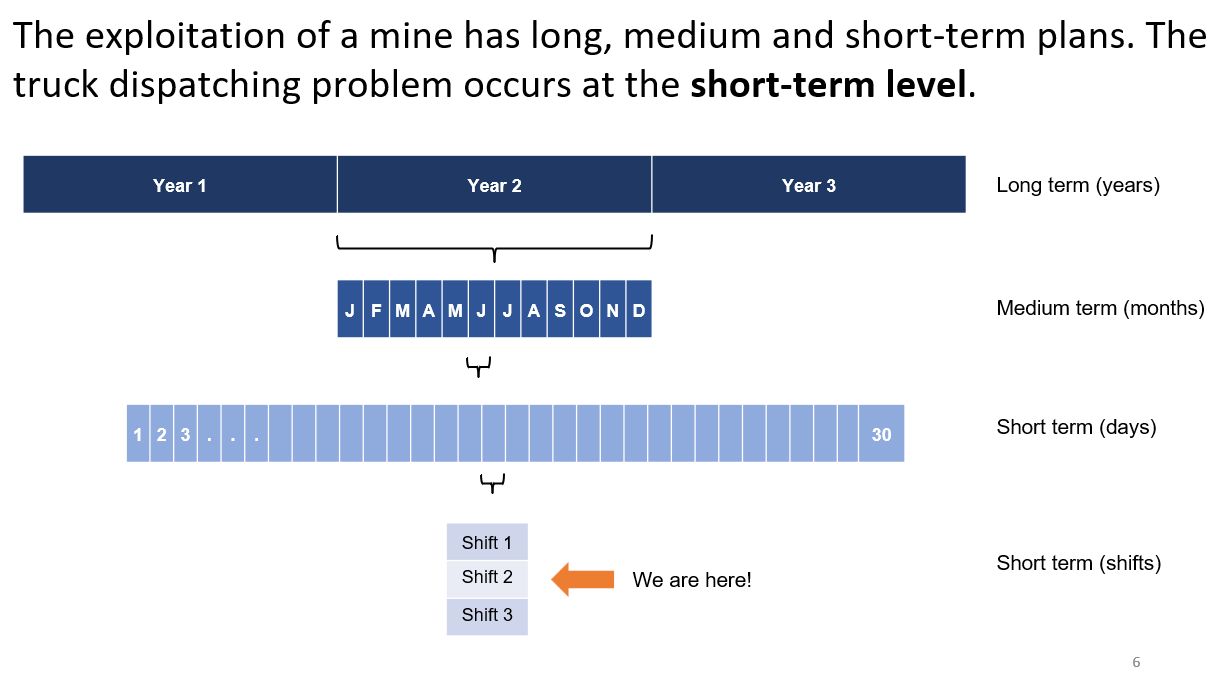 The exploitation of a mine has long, medium and short-term plans. The
truck dispatching problem occurs at the short-term level.
Year 1 Year 2 Year 3 Long term (years)
J F M A M J J A S O N D Medium term (months)
1 2 3 . . . 30 Short term (days)
Shift 1
Shift 2 We are here! Short term (shifts)
Shift 3
6